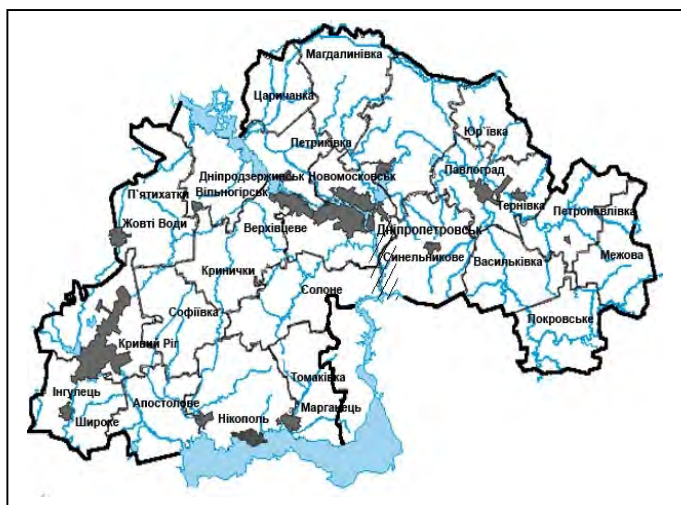 Магдалинівка
Царичанка
Петриківка
Юр'ївка
Дніпродзержинськ
Новомосковськ
Павлоград
П'ятихатки
Вільногірськ
Тернівка
Петропавлівка
Жовті Води
Верхівцеве
Дніпропетровськ
Синельникове
Васильківка
Межова
Кринички
Солоне
Софіївка
Покровське
Кривий Ріг
Томаківка
Інгулець
Апостолове
Марганець
Широке
Нікополь